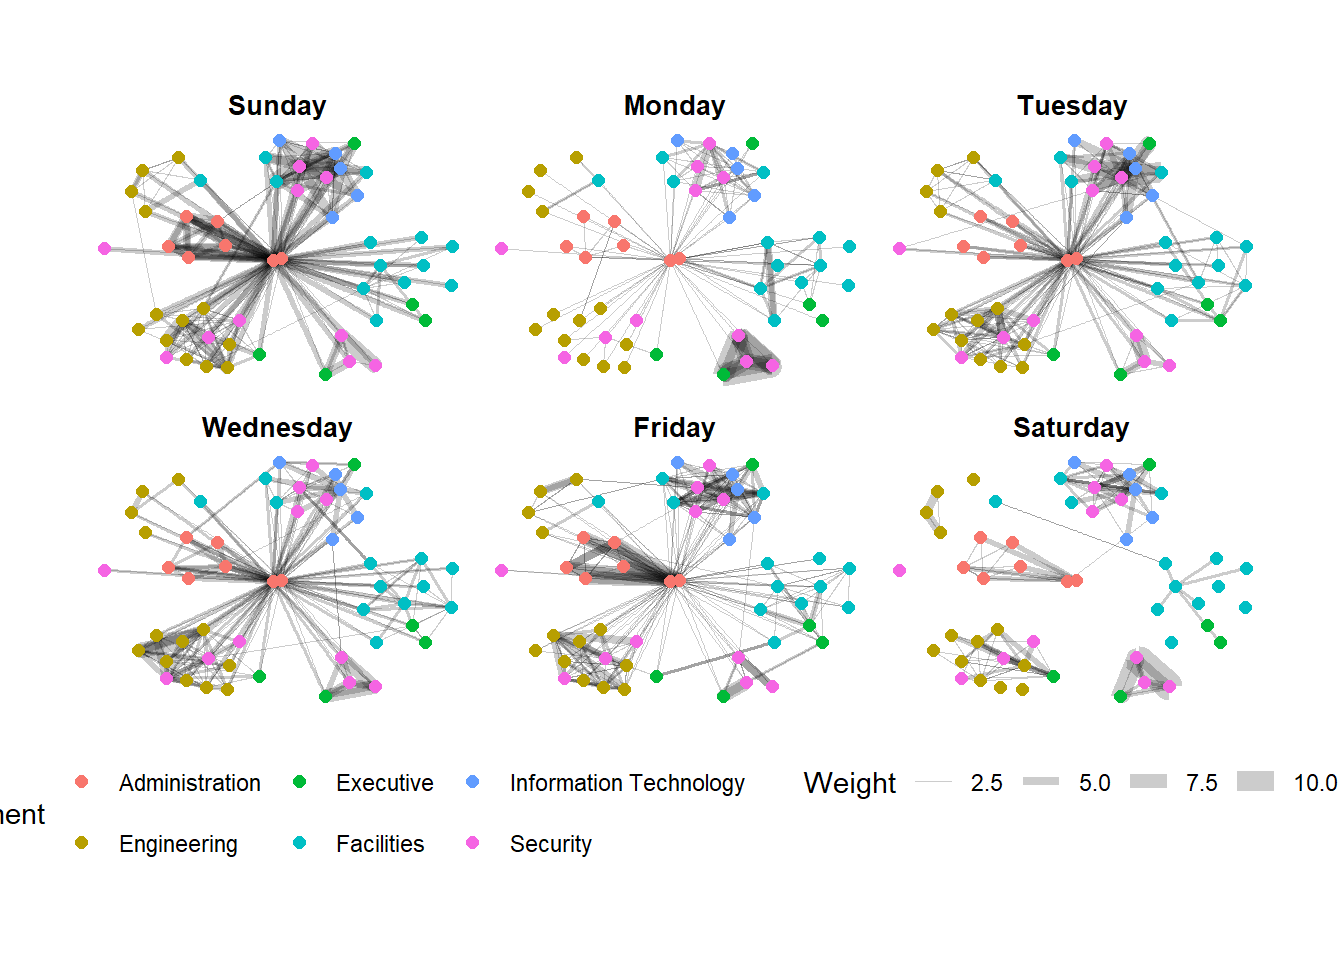 Sunday Monday Tuesday
Wednesday Friday Saturday
Administration Executive Information Technology Weight 2.5 5.0 7.5 10.0
Engineering Facilities Security